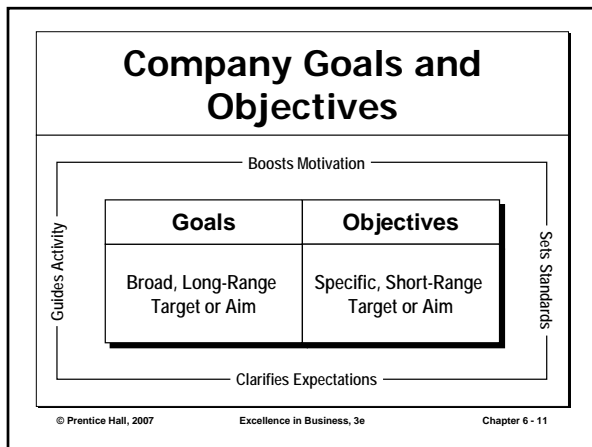 Company Goals and
Objectives
Boosts Motivation
Guides Activity
Goals
Objectives
Broad, Long-Range
Target or Aim
Specific, Short-Range
Target or Aim
Sets Standards
Clarifies Expectations
© Prentice Hall, 2007
Excellence in Business, 3e
Chapter 6 - 11